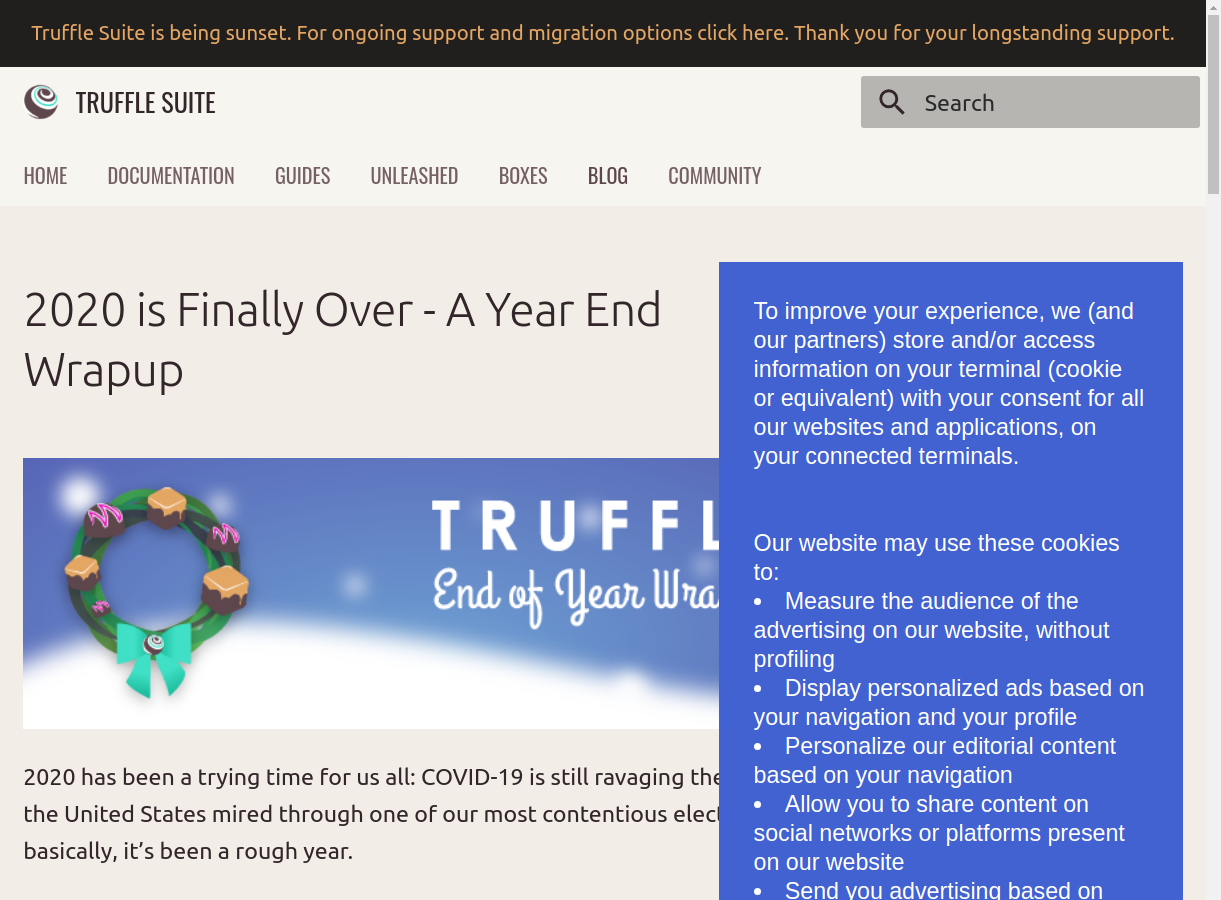 Truffle Suite is being sunset. For ongoing support and migration options click here. Thank you for your longstanding support.
TRUFFLE SUITE
Search
HOME DOCUMENTATION GUIDES UNLEASHED BOXES BLOG COMMUNITY
2020 is Finally Over - A Year End
Wrapup
TRUFFL
End of Year Wra
2020 has been a trying time for us all: COVID-19 is still ravaging the
the United States mired through one of our most contentious elect
basically, it’s been a rough year.
To improve your experience, we (and
our partners) store and/or access
information on your terminal (cookie
or equivalent) with your consent for all
our websites and applications, on
your connected terminals.
Our website may use these cookies
to:
• Measure the audience of the
advertising on our website, without
profiling
• Display personalized ads based on
your navigation and your profile
• Personalize our editorial content
based on your navigation
• Allow you to share content on
social networks or platforms present
on our website
• Send you advertising based on